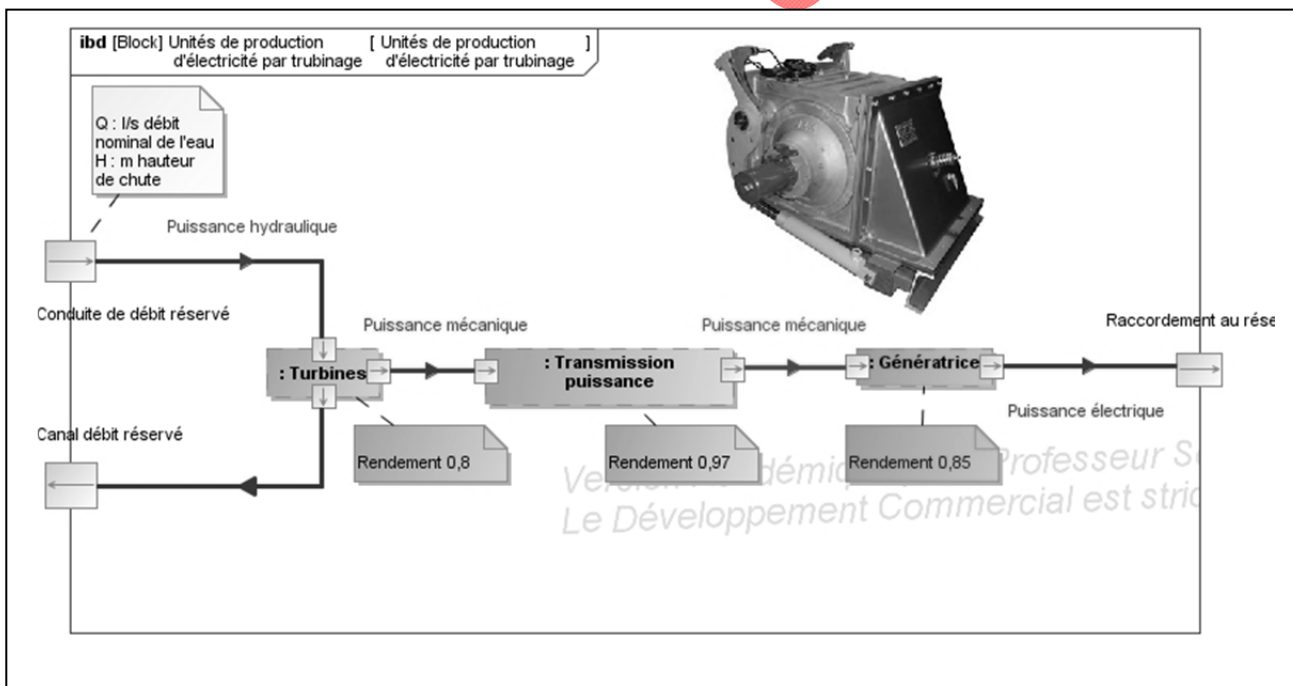 ibd [Block] Unités de production [ Unités de production ]
d'électricité par trubinage d'électricité par trubinage
Q : l/s débit
nominal de l'eau
H : m hauteur
de chute
Puissance hydraulique
Conduite de débit réservé
Puissance mécanique
Puissance mécanique
Raccordement au rése
: Turbines
: Transmission
puissance
: Génératrice
Puissance électrique
Canal débit réservé
Rendement 0,8
Rendement 0,97
Rendement 0,85
Professeur
Le Développement Commercial est stric